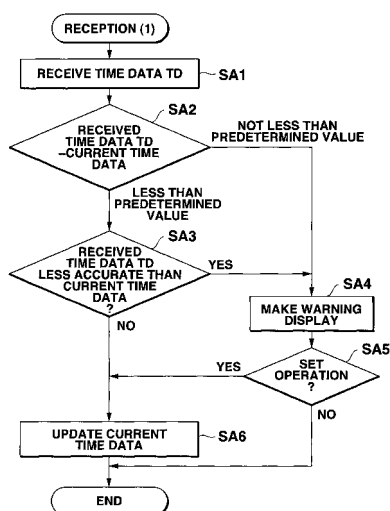 RECEPTION (1)
RECEIVE TIME DATA TD
SA1
SA2
RECEIVED
TIME DATA TD
–CURRENT TIME
DATA
NOT LESS THAN
PREDETERMINED VALUE
LESS THAN
PREDETERMINED
VALUE
SA3
RECEIVED
TIME DATA TD
LESS ACCURATE THAN
CURRENT TIME
DATA
?
YES
NO
SA4
MAKE WARNING
DISPLAY
SA5
SET
OPERATION
?
YES
NO
UPDATE CURRENT
TIME DATA
SA6
END